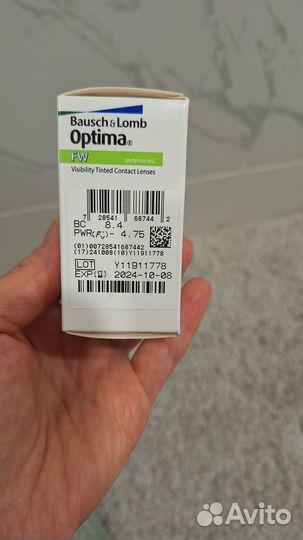 Bausch & Lomb
Optima®
FW (polymacon)
Visibility Tinted Contact Lenses
7 28541 68744 2
BC 8.4
PWR(F'v) - 4.75
(01)00728541687442
(17)241008(10)Y11911778
LOT Y11911778
EXP 2024-10-08
Avito